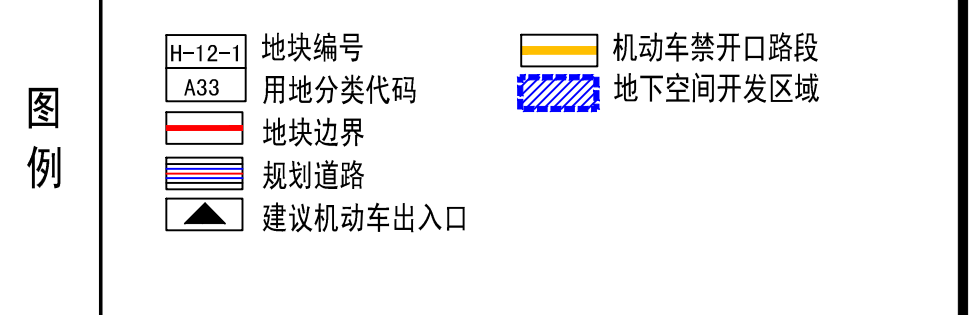 图例
H-12-1 地块编号
A33 用地分类代码
地块边界
规划道路
建议机动车出入口
机动车禁开口路段
地下空间开发区域